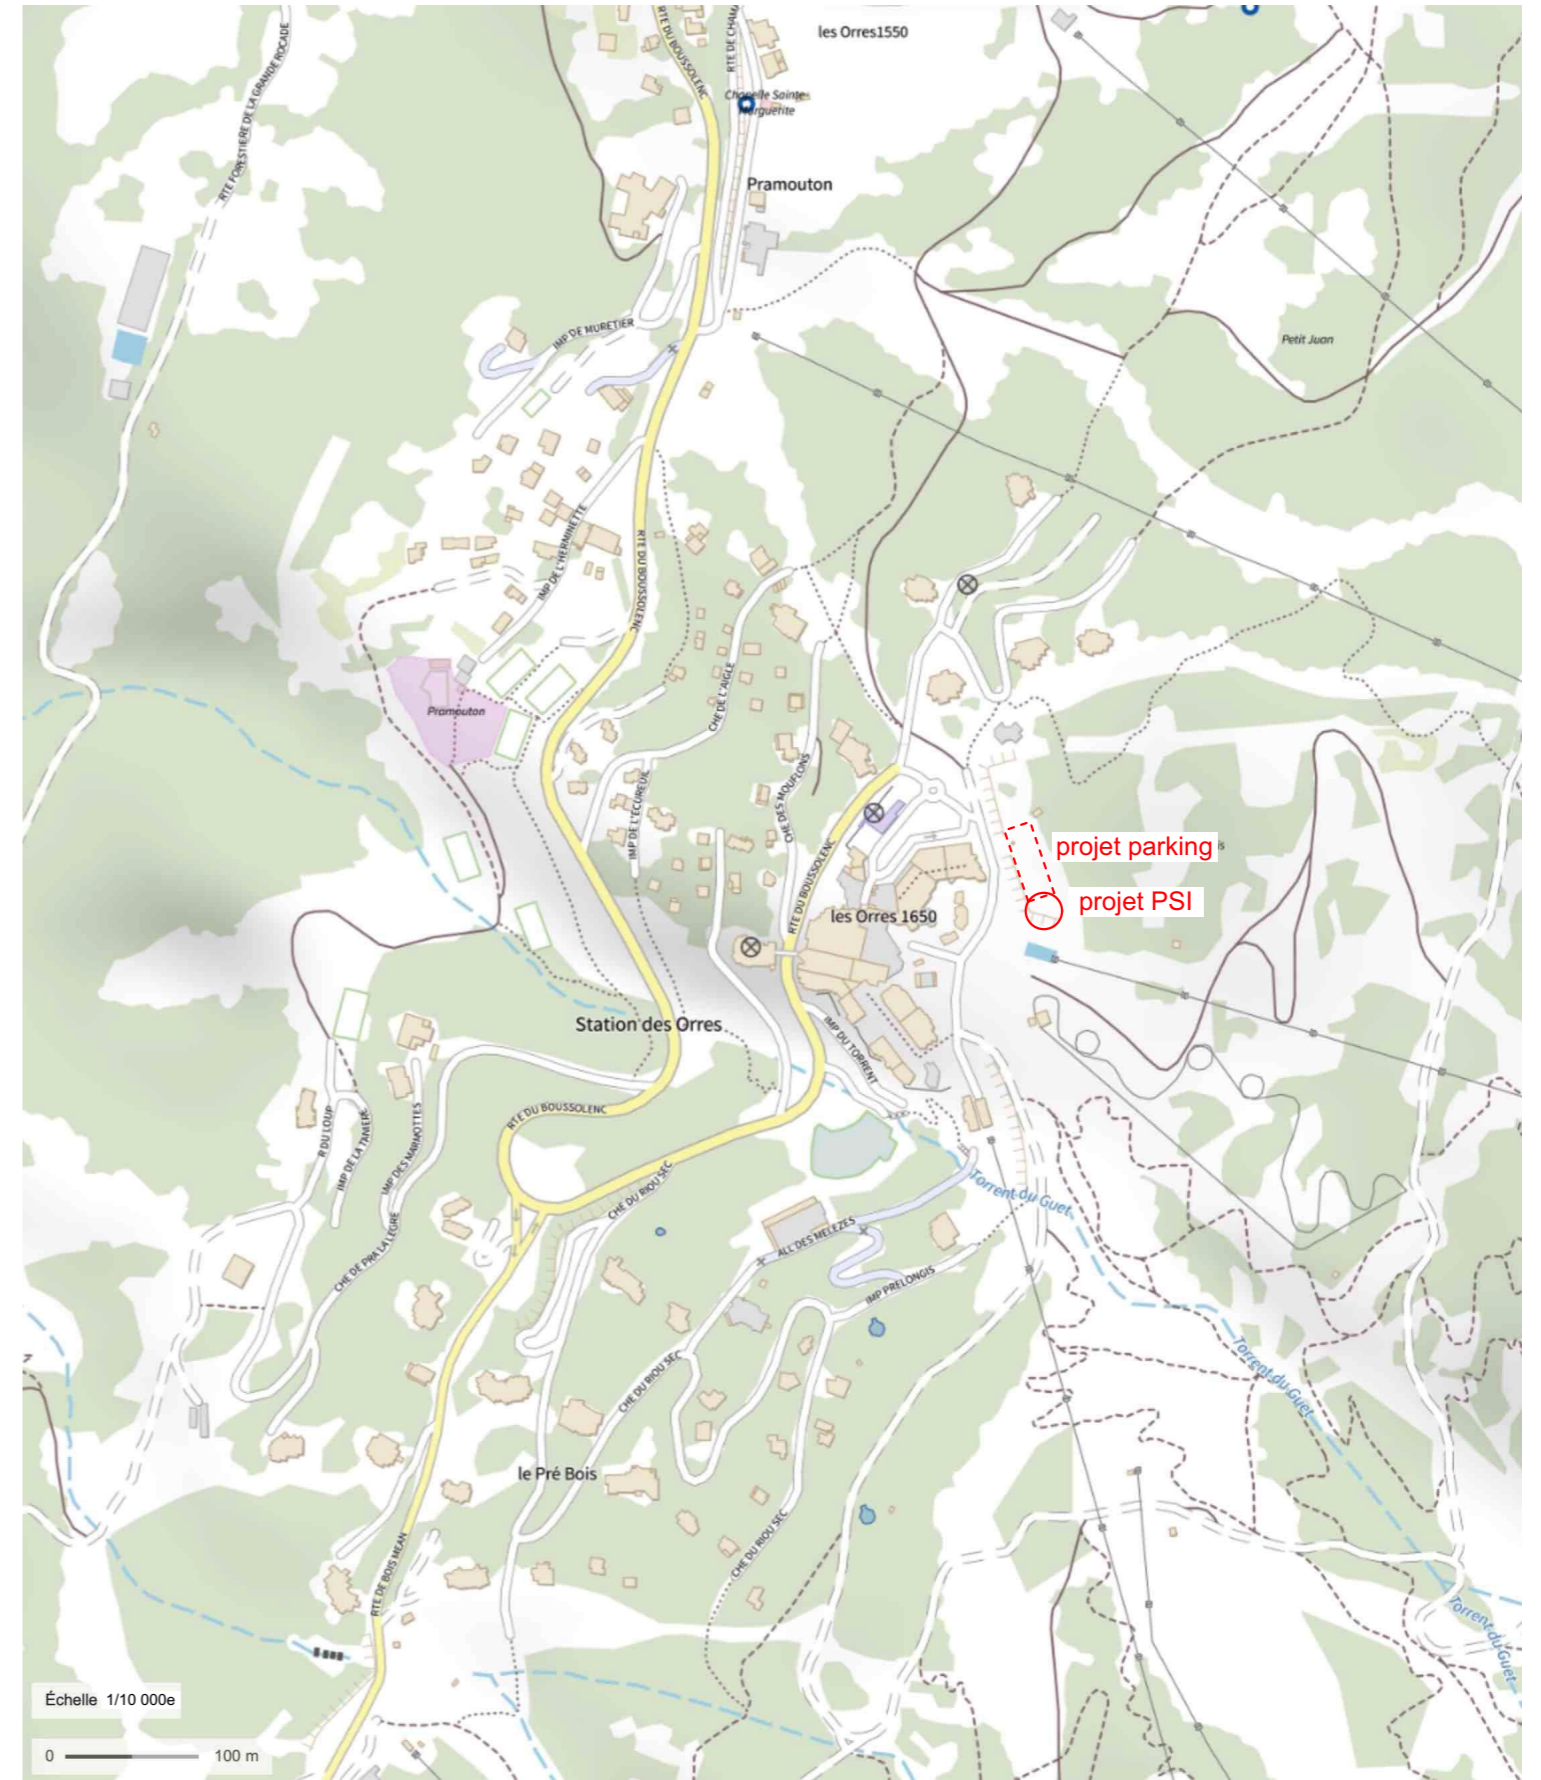 les Orres1550
RTE DU BOUSSOLENC
RTE DE CHAM
RTE FORESTIERE DE LA GRANDE ROCADE
Chapelle Sainte-
Marguerite
Pramouton
IMP DE MURETIER
Petit Juan
IMP DE L'HERMINETTE
RTE DU BOUSSOLENC
CHE DE L'AIGLE
Pramouton
CHE DES MOUFLONS
IMP DE L'ECUREUIL
RTE DU BOUSSOLENC
projet parking
is
projet PSI
les Orres 1650
Station des Orres
IMP DU TORRENT
RTE DU BOUSSOLENC
R DU LOUP
IMP DE LA TANIERE
IMP DES MARMOTTES
CHE DU RIOU SEC
Torrent du Guet
CHE DE PRA LA LEGRE
ALL DES MELEZES
IMP PRELONGIS
CHE DU RIOU SEC
Torrent du Guet
le Pré Bois
CHE DU RIOU SEC
RTE DE BOIS MEAN
Torrent du Guet
Échelle 1/10 000e
0 100 m